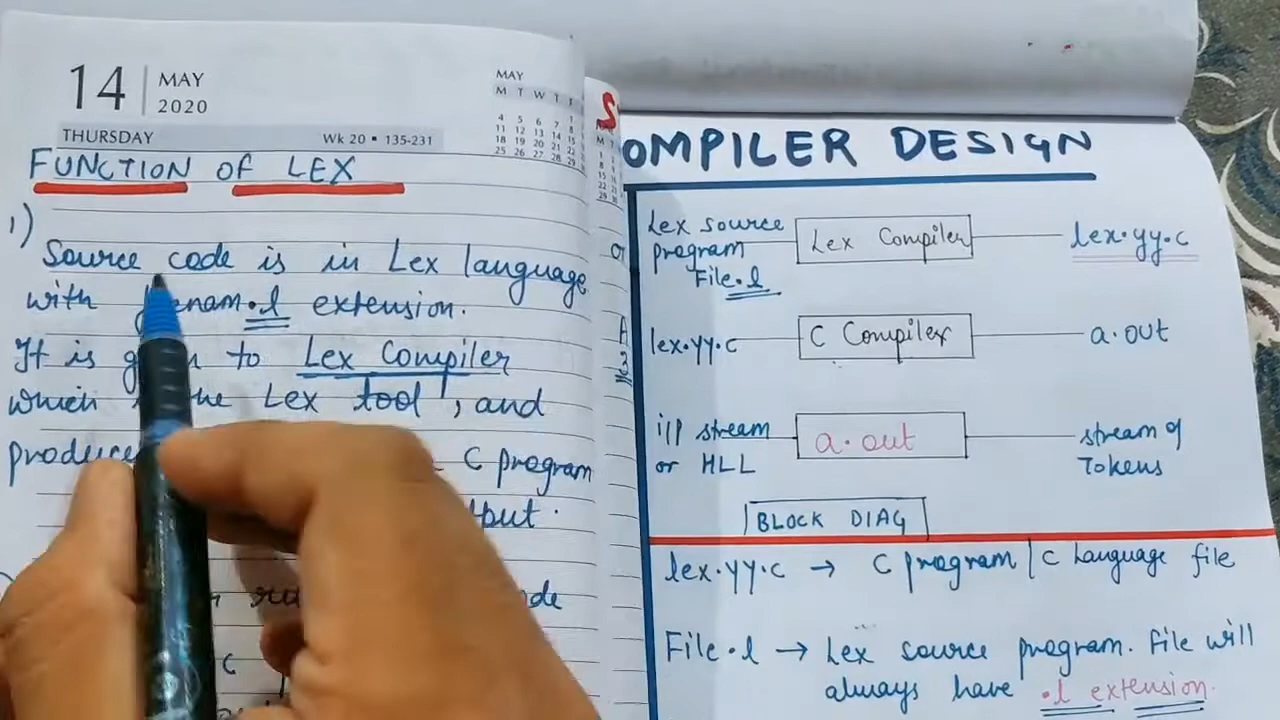 14 MAY 2020
THURSDAY Wk 20 • 135-231
MAY
M T W T F
4 5 6 7
11 12 13 14
18 19 20 21
25 26 27 28
FUNCTION OF LEX
1)
Source code is in Lex language
with .l extension.
It is to Lex Compiler
which Lex tool, and
C program
OMPILER DESIGN
Lex source program File.l Lex Compiler lex.yy.c
lex.yy.c C Compiler a.out
i/p stream or HLL a.out stream of Tokens
BLOCK DIAG
lex.yy.c → C program | C Language file
File.l → Lex source program. File will
always have .l extension.